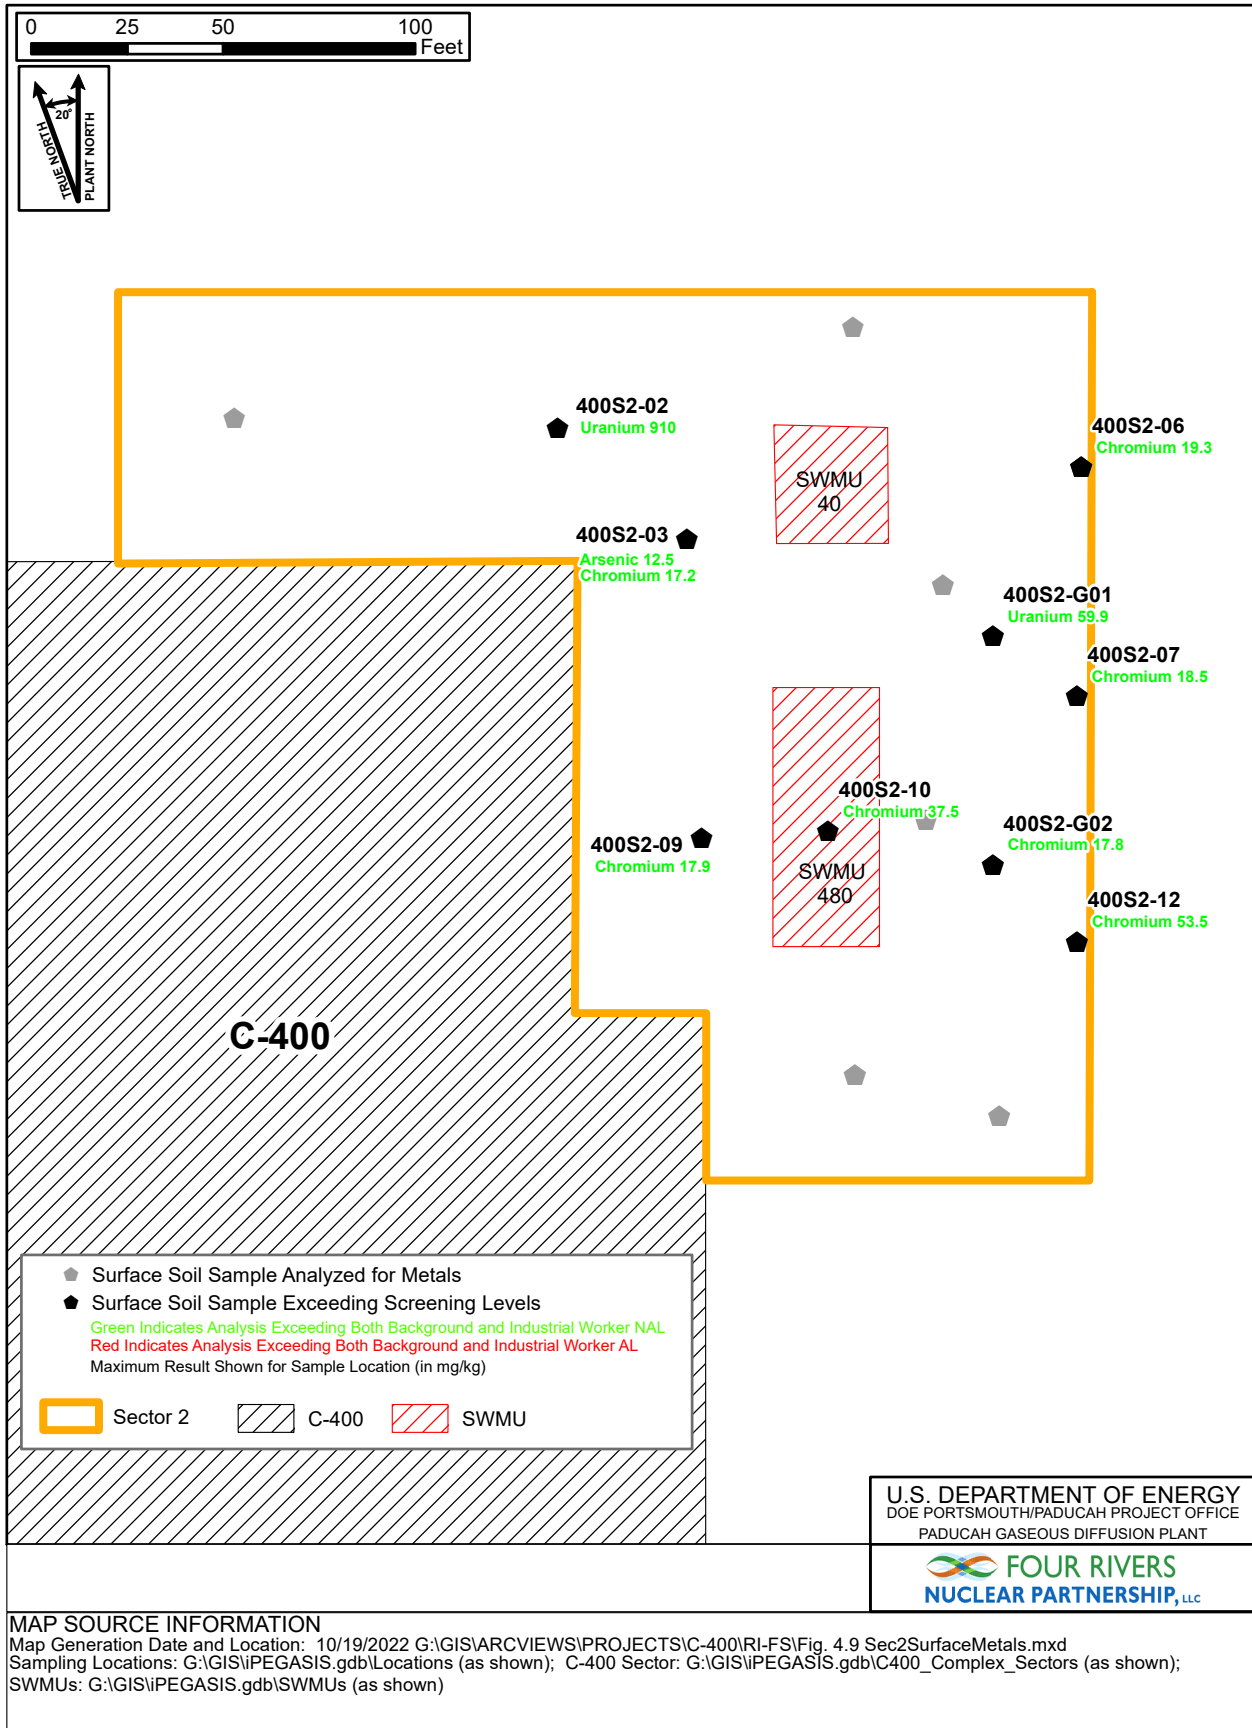 0 25 50 100
Feet
20°
TRUE NORTH
PLANT NORTH
400S2-02
Uranium 910
400S2-06
Chromium 19.3
SWMU
40
400S2-03
Arsenic 12.5
Chromium 17.2
400S2-G01
Uranium 59.9
400S2-07
Chromium 18.5
400S2-10
Chromium 37.5
400S2-G02
Chromium 17.8
400S2-09
Chromium 17.9
SWMU
480
400S2-12
Chromium 53.5
C-400
Surface Soil Sample Analyzed for Metals
Surface Soil Sample Exceeding Screening Levels
Green Indicates Analysis Exceeding Both Background and Industrial Worker NAL
Red Indicates Analysis Exceeding Both Background and Industrial Worker AL
Maximum Result Shown for Sample Location (in mg/kg)
Sector 2 C-400 SWMU
U.S. DEPARTMENT OF ENERGY
DOE PORTSMOUTH/PADUCAH PROJECT OFFICE
PADUCAH GASEOUS DIFFUSION PLANT
FOUR RIVERS
NUCLEAR PARTNERSHIP, LLC
MAP SOURCE INFORMATION
Map Generation Date and Location: 10/19/2022 G:\GIS\ARCVIEWS\PROJECTS\C-400\RI-FS\Fig. 4.9 Sec2SurfaceMetals.mxd
Sampling Locations: G:\GIS\iPEGASIS.gdb\Locations (as shown); C-400 Sector: G:\GIS\iPEGASIS.gdb\C400_Complex_Sectors (as shown);
SWMUs: G:\GIS\iPEGASIS.gdb\SWMUs (as shown)